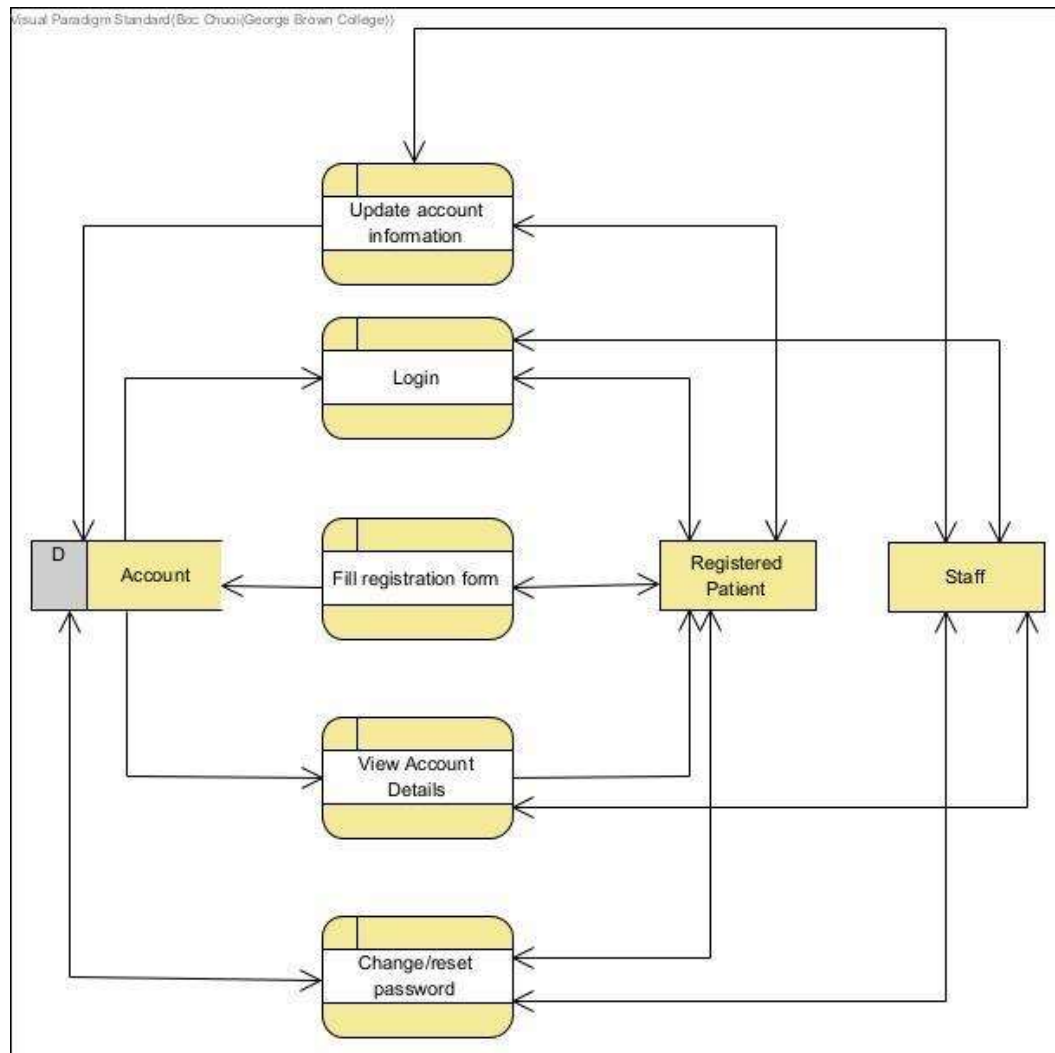 Visual Paradigm Standard(Boc Chuoi(George Brown College))
Update account
information
Login
D
Account
Fill registration form
Registered
Patient
Staff
View Account
Details
Change/reset
password